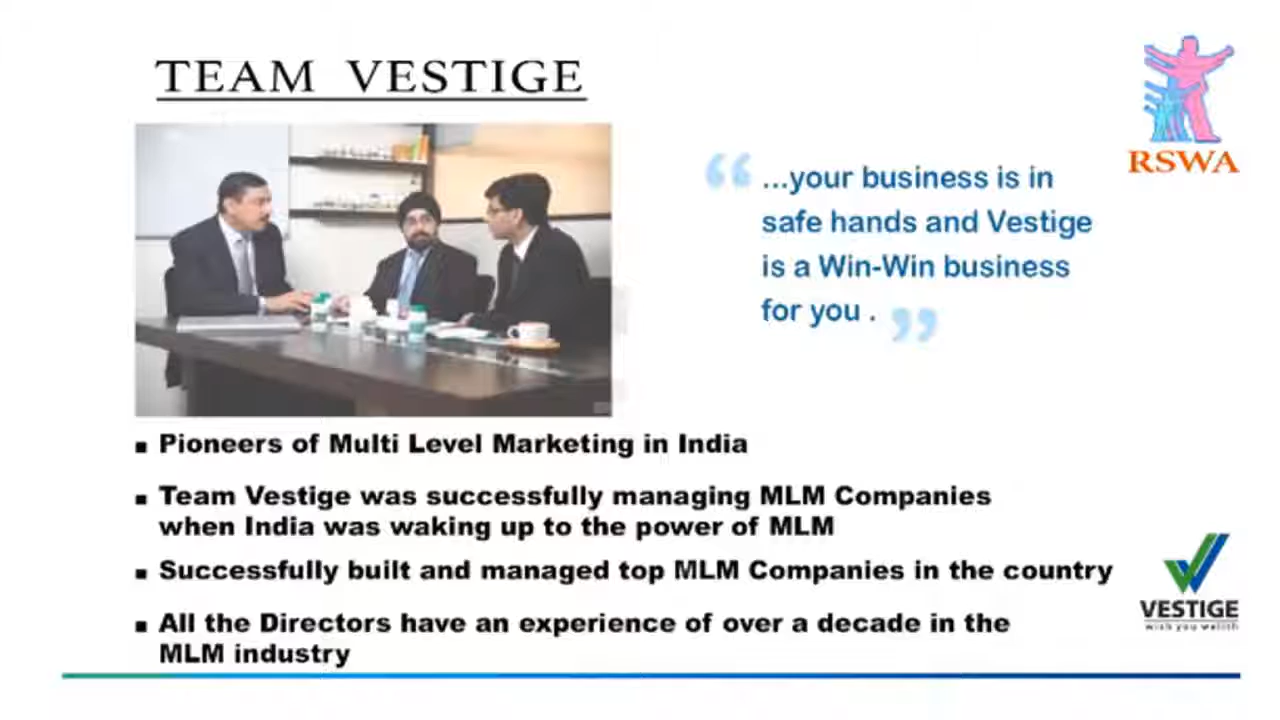 TEAM VESTIGE
RSWA
“ ...your business is in
safe hands and Vestige
is a Win-Win business
for you . ”
▪ Pioneers of Multi Level Marketing in India
▪ Team Vestige was successfully managing MLM Companies
when India was waking up to the power of MLM
▪ Successfully built and managed top MLM Companies in the country
▪ All the Directors have an experience of over a decade in the
MLM industry
VESTIGE
wish you wellth